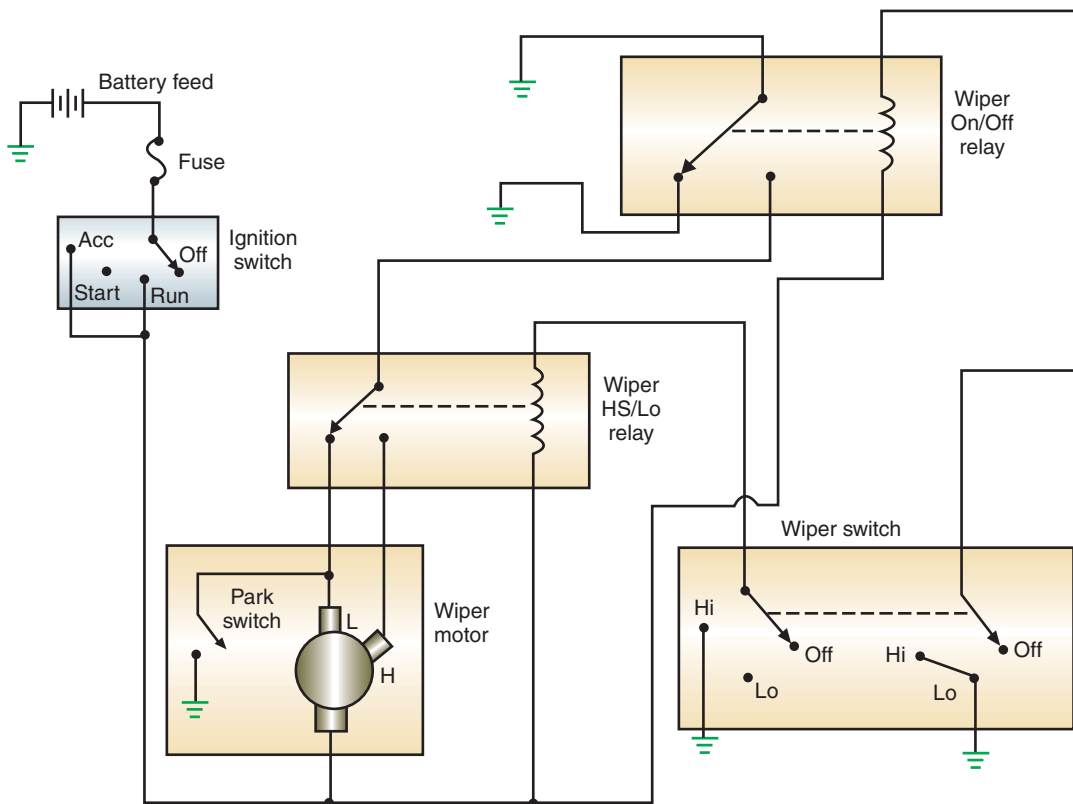 Battery feed
Fuse
Acc
Off
Start
Run
Ignition
switch
Wiper
On/Off
relay
Wiper
HS/Lo
relay
Park
switch
L
H
Wiper
motor
Wiper switch
Hi
Off
Lo
Hi
Off
Lo